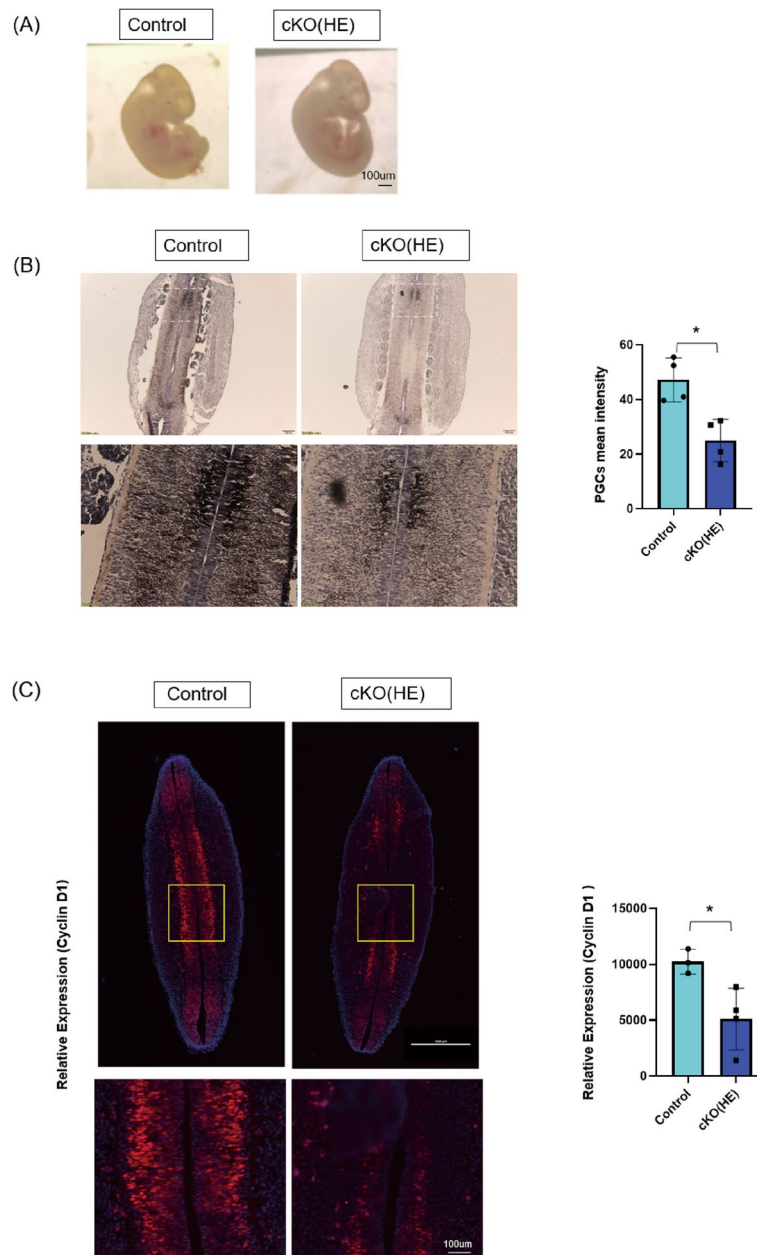 (A)
Control
cKO(HE)
100um
(B)
Control
cKO(HE)
PGCs mean intensity
60
40
20
0
*
Control
cKO(HE)
(C)
Control
cKO(HE)
Relative Expression (Cyclin D1)
100um
Relative Expression (Cyclin D1 )
15000
10000
5000
0
*
Control
cKO(HE)